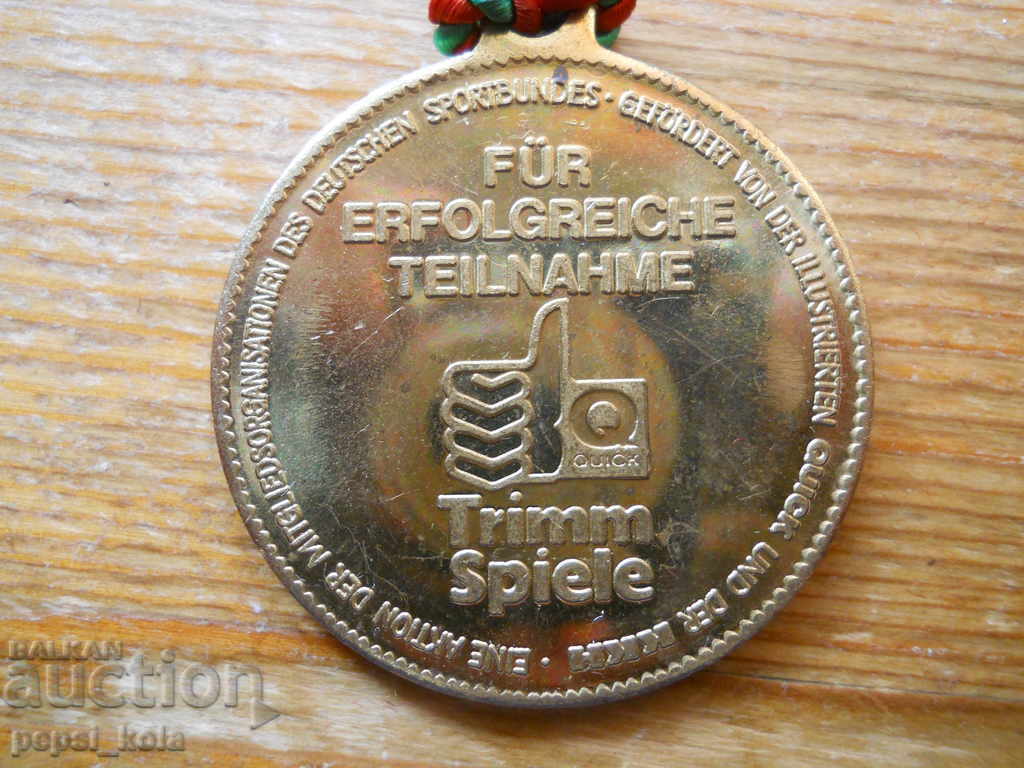 FÜR
ERFOLGREICHE
TEILNAHME
QUICK
Trimm
Spiele
EINE AKTION DER MITGLIEDSORGANISATIONEN DES DEUTSCHEN SPORTBUNDES · GEFÖRDERT VON DER ILLUSTRIERTEN QUICK UND DER KKH ·
BALKAN
auction
pepsi_kola